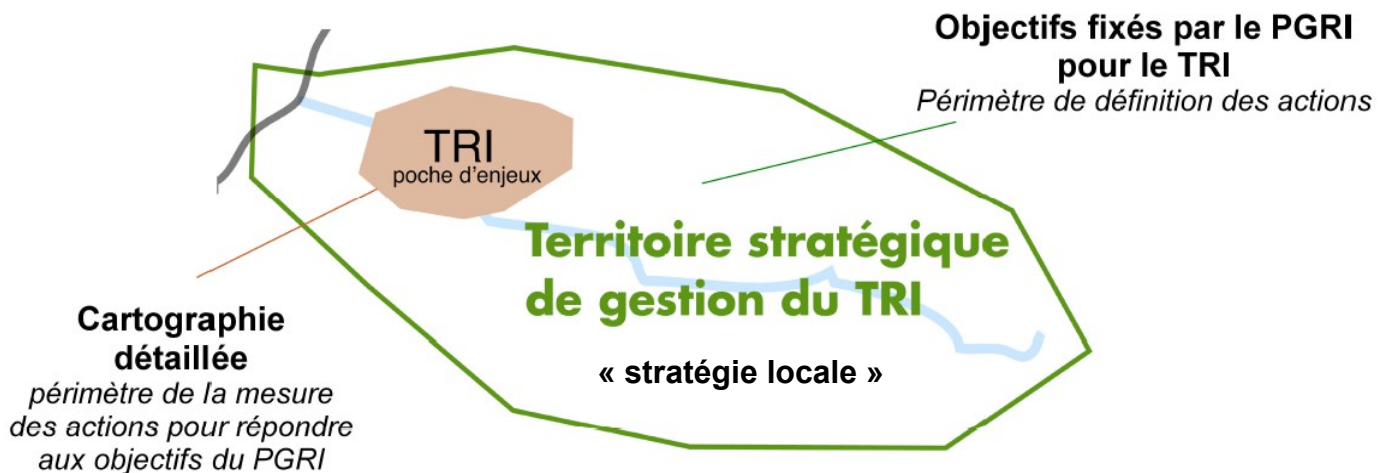 Objectifs fixés par le PGRI
pour le TRI
Périmètre de définition des actions
TRI
poche d'enjeux
Territoire stratégique
de gestion du TRI
« stratégie locale »
Cartographie
détaillée
périmètre de la mesure
des actions pour répondre
aux objectifs du PGRI